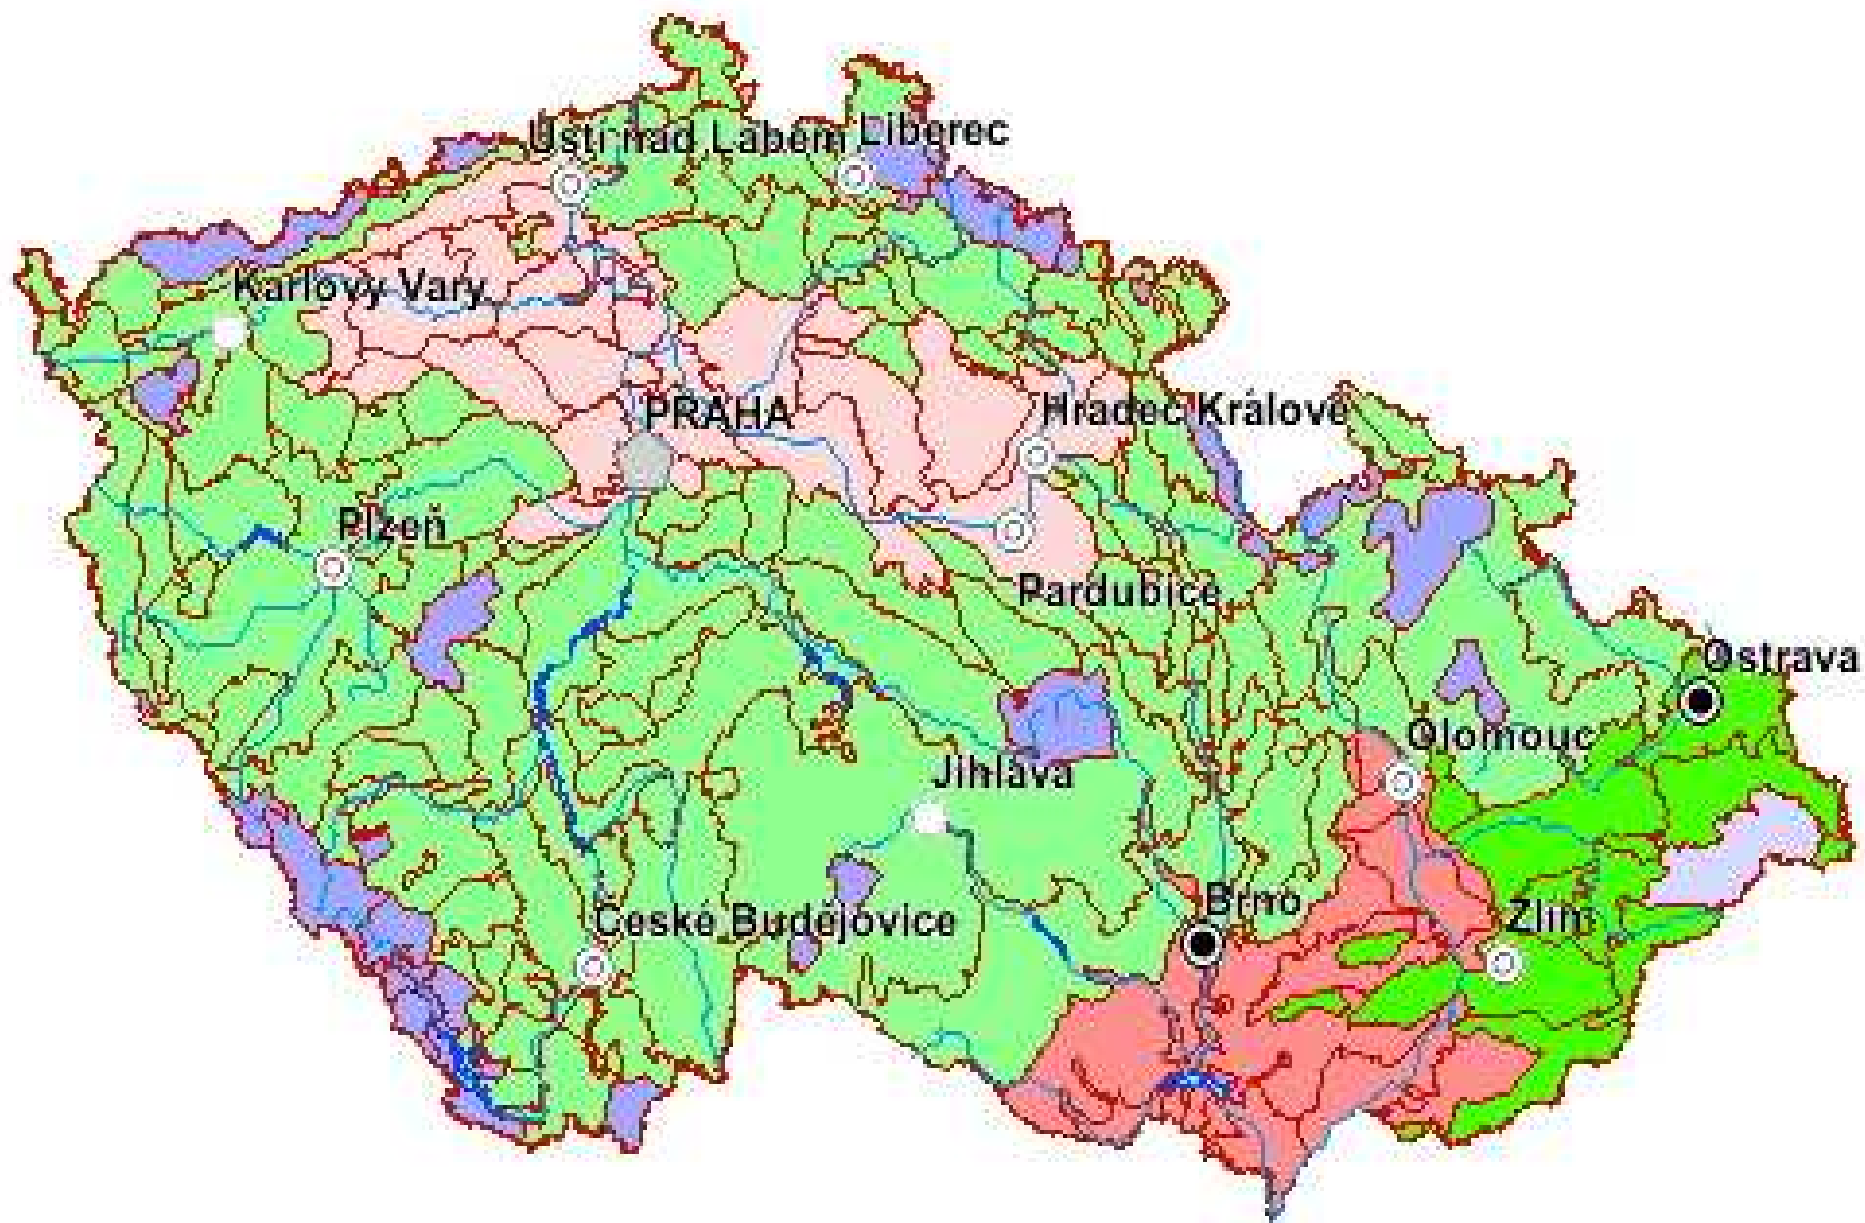 Ústí nad Labem
Liberec
Karlovy Vary
PRAHA
Hradec Králové
Plzeň
Pardubice
Ostrava
Olomouc
Jihlava
Brno
Zlín
České Budějovice